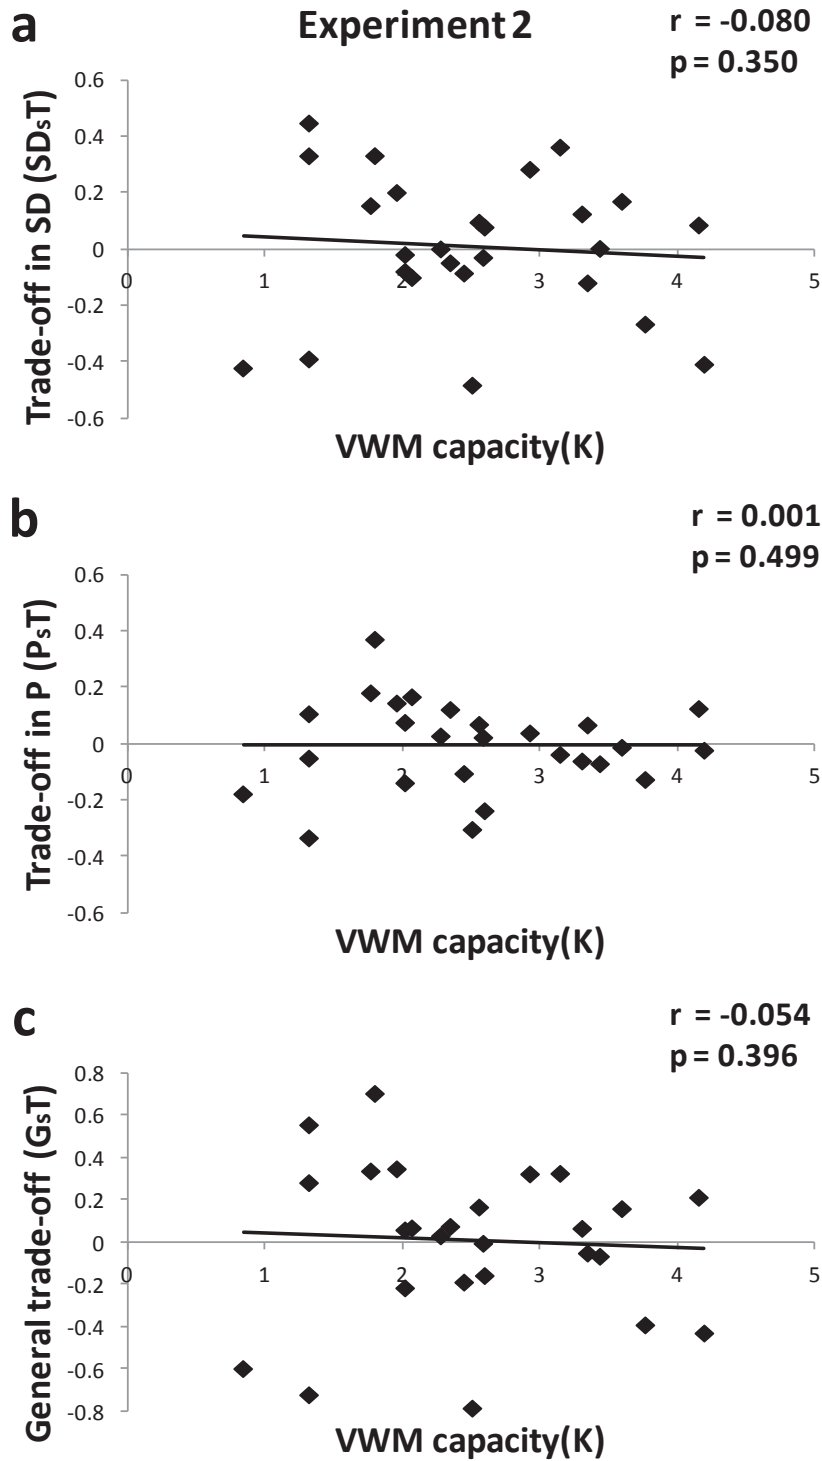 a
Experiment 2
r = -0.080
p = 0.350
Trade-off in SD (SDsT)
0.6
0.4
0.2
0
-0.2
-0.4
-0.6
0 1 2 3 4 5
VWM capacity(K)
b
r = 0.001
p = 0.499
Trade-off in P (PsT)
0.6
0.4
0.2
0
-0.2
-0.4
-0.6
0 1 2 3 4 5
VWM capacity(K)
c
r = -0.054
p = 0.396
General trade-off (GsT)
0.8
0.6
0.4
0.2
0
-0.2
-0.4
-0.6
-0.8
0 1 2 3 4 5
VWM capacity(K)